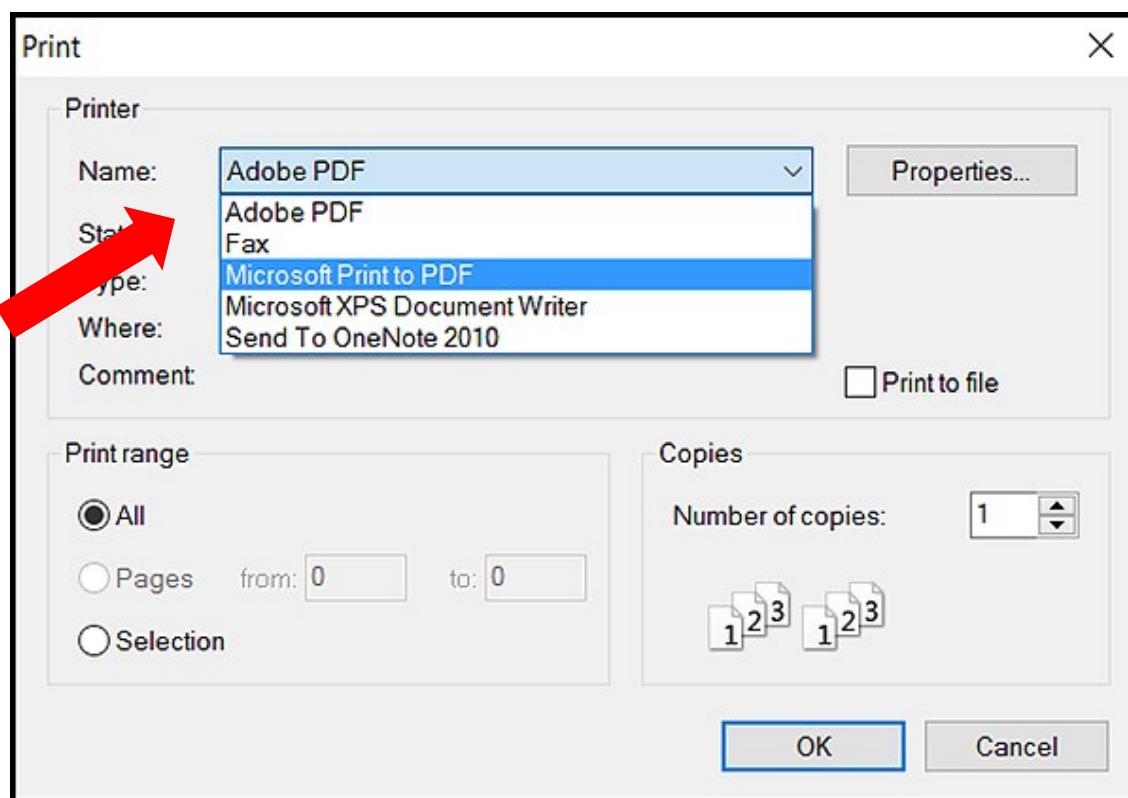 Print
Printer
Name: Adobe PDF Properties...
Adobe PDF
Fax
Microsoft Print to PDF
Type:
Microsoft XPS Document Writer
Where:
Send To OneNote 2010
Comment:
Print to file
Print range
All
Pages from: 0 to: 0
Selection
Copies
Number of copies: 1
1 2 3 1 2 3
OK Cancel